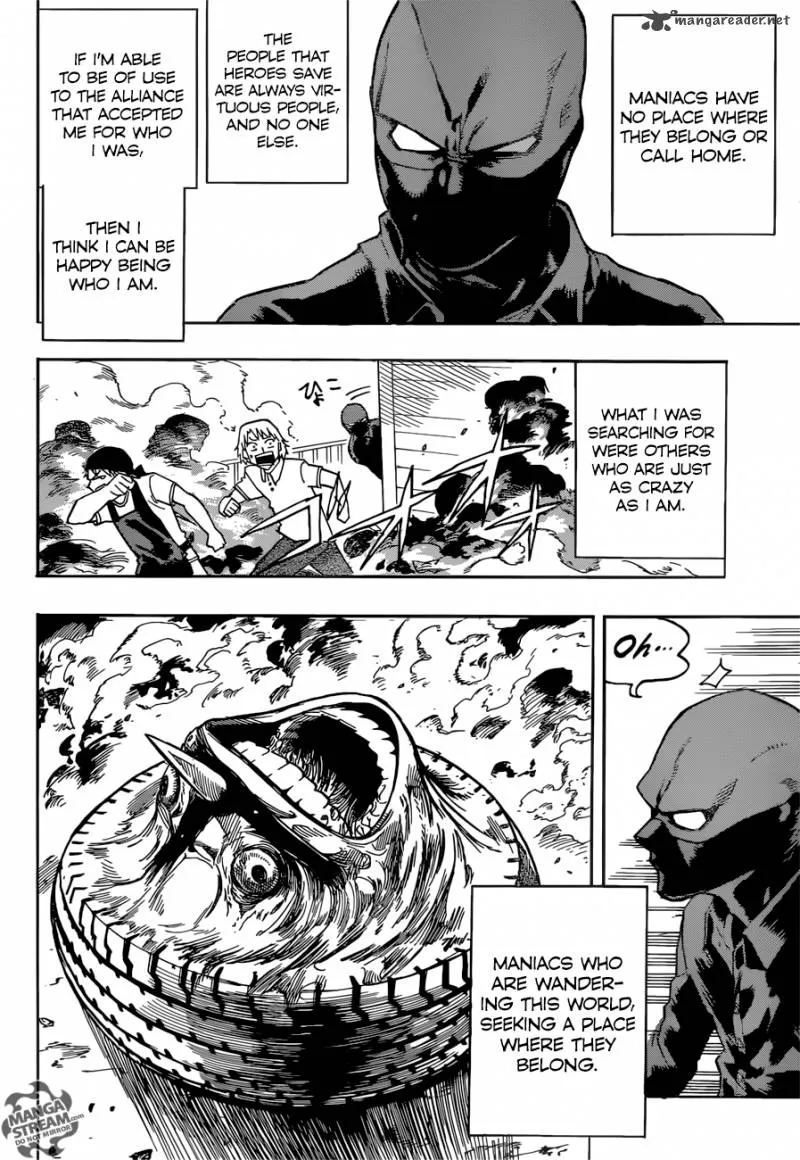 mangareader.net
MANIACS HAVE
NO PLACE WHERE
THEY BELONG OR
CALL HOME.
THE
PEOPLE THAT
HEROES SAVE
ARE ALWAYS VIR-
TUOUS PEOPLE,
AND NO ONE
ELSE.
IF I'M ABLE
TO BE OF USE
TO THE ALLIANCE
THAT ACCEPTED
ME FOR WHO
I WAS,
THEN I
THINK I CAN BE
HAPPY BEING
WHO I AM.
WHAT I WAS
SEARCHING FOR
WERE OTHERS
WHO ARE JUST
AS CRAZY
AS I AM.
ひょこ
Oh...
MANIACS WHO
ARE WANDER-
ING THIS WORLD,
SEEKING A PLACE
WHERE THEY
BELONG.
MANGA
STREAM.com
DO NOT MIRROR